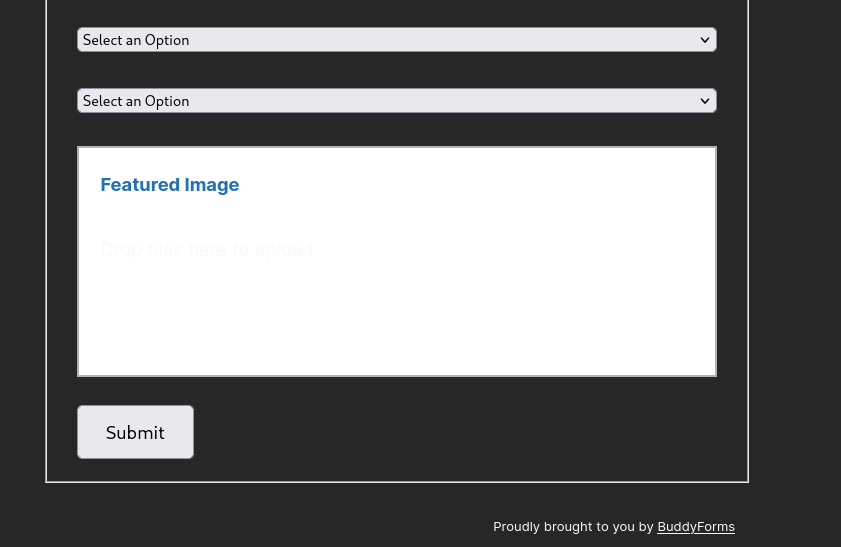 Select an Option
Select an Option
Featured Image
Drop files here to upload
Submit
Proudly brought to you by BuddyForms